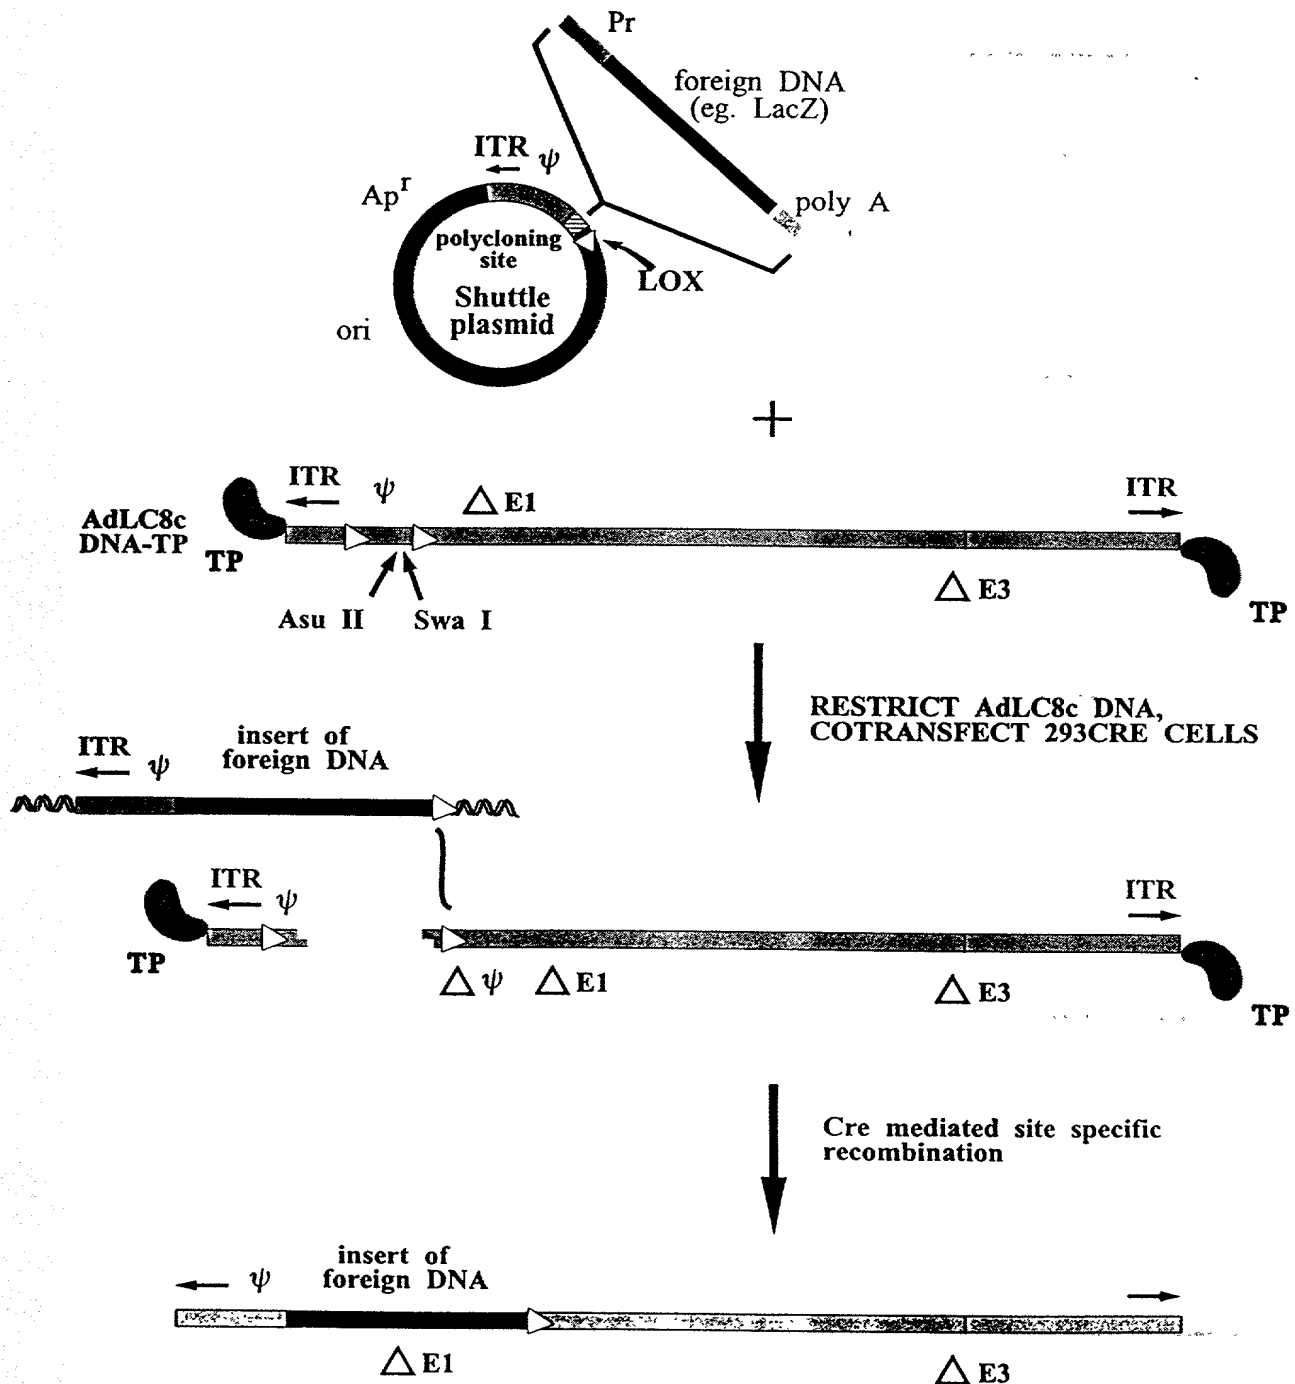 Pr
foreign DNA
(eg. LacZ)
ITR ψ
Apʳ
poly A
polycloning
site
LOX
Shuttle
plasmid
ori
+
ITR ψ
△ E1
ITR
AdLC8c
DNA-TP
TP
△ E3
TP
Asu II Swa I
RESTRICT AdLC8c DNA,
COTRANSFECT 293CRE CELLS
insert of
foreign DNA
ITR ψ
ITR ψ
ITR
TP
△ ψ △ E1
△ E3
TP
Cre mediated site specific
recombination
insert of
foreign DNA
ψ
△ E1
△ E3